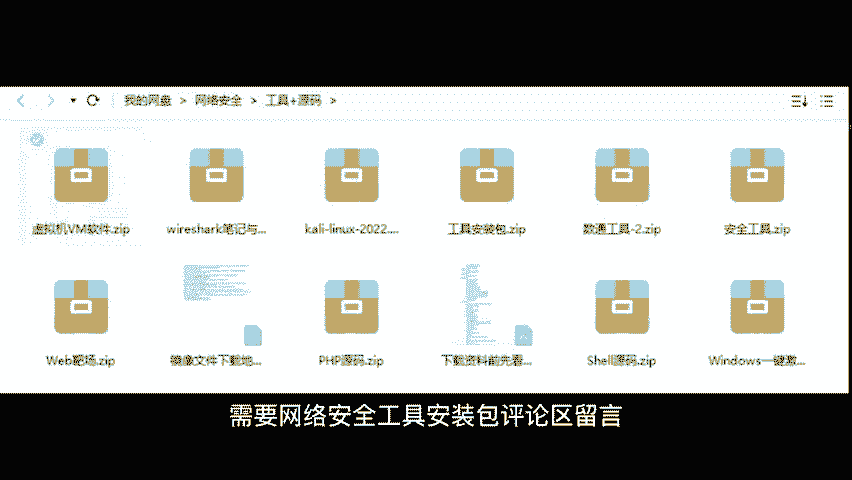 我的网盘 > 网络安全 > 工具+源码 >
虚拟机VM软件.zip
wireshark笔记与...
kali-linux-2022....
工具安装包.zip
数通工具-2.zip
安全工具.zip
Web靶场.zip
镜像文件下载地...
PHP源码.zip
下载资料前先看...
Shell源码.zip
Windows一键激...
需要网络安全工具安装包评论区留言